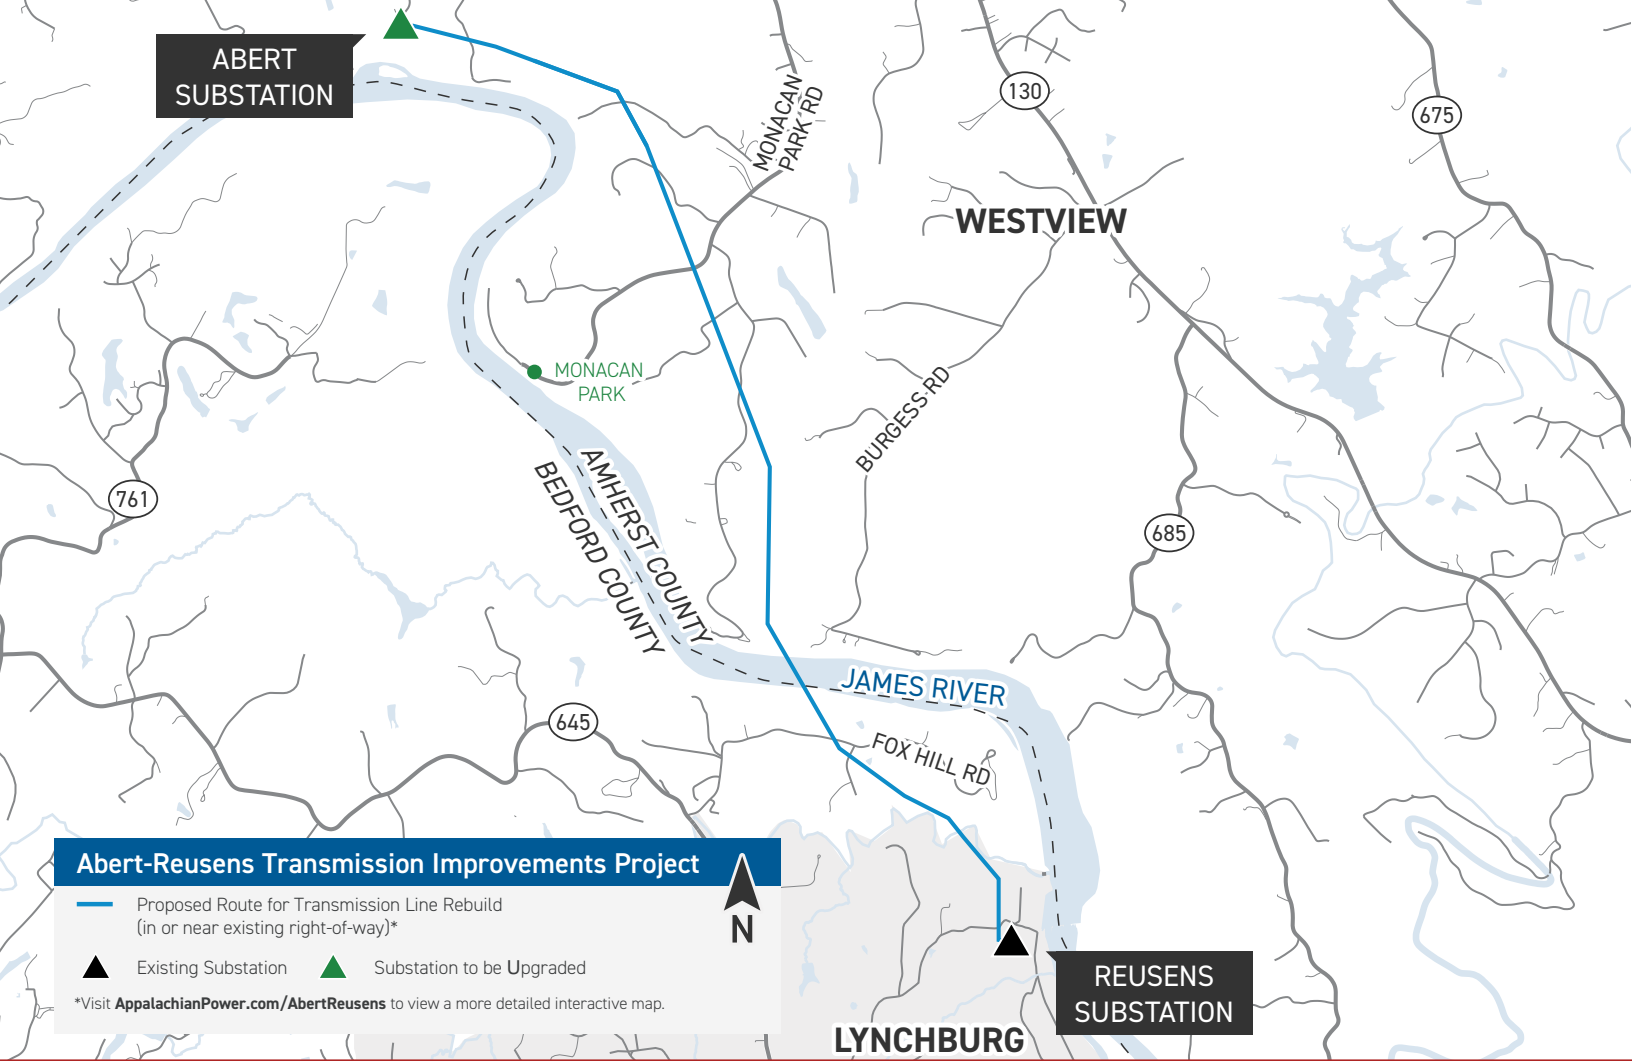 ABERT
SUBSTATION
MONACAN
PARK RD
130
675
WESTVIEW
MONACAN
PARK
BURGESS RD
761
AMHERST COUNTY
BEDFORD COUNTY
685
JAMES RIVER
645
FOX HILL RD
Abert-Reusens Transmission Improvements Project
Proposed Route for Transmission Line Rebuild
(in or near existing right-of-way)*
N
Existing Substation
Substation to be Upgraded
*Visit AppalachianPower.com/AbertReusens to view a more detailed interactive map.
REUSENS
SUBSTATION
LYNCHBURG